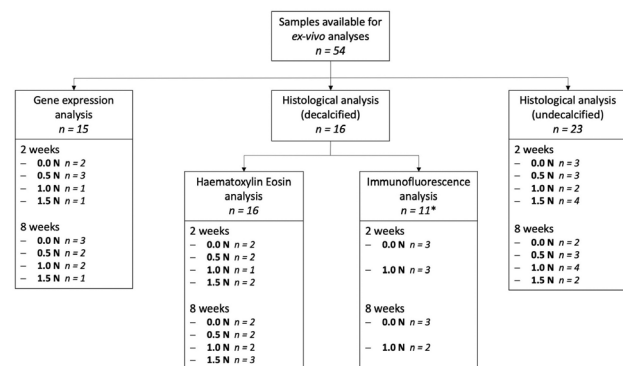 Samples available for
ex-vivo analyses
n = 54
Gene expression
analysis
n = 15
2 weeks
– 0.0 N n = 2
– 0.5 N n = 3
– 1.0 N n = 1
– 1.5 N n = 1
8 weeks
– 0.0 N n = 3
– 0.5 N n = 2
– 1.0 N n = 2
– 1.5 N n = 1
Histological analysis
(decalcified)
n = 16
Haematoxylin Eosin
analysis
n = 16
2 weeks
– 0.0 N n = 2
– 0.5 N n = 2
– 1.0 N n = 1
– 1.5 N n = 2
8 weeks
– 0.0 N n = 2
– 0.5 N n = 2
– 1.0 N n = 2
– 1.5 N n = 3
Immunofluorescence
analysis
n = 11*
2 weeks
– 0.0 N n = 3
– 1.0 N n = 3
8 weeks
– 0.0 N n = 3
– 1.0 N n = 2
Histological analysis
(undecalcified)
n = 23
2 weeks
– 0.0 N n = 3
– 0.5 N n = 3
– 1.0 N n = 2
– 1.5 N n = 4
8 weeks
– 0.0 N n = 2
– 0.5 N n = 3
– 1.0 N n = 4
– 1.5 N n = 2